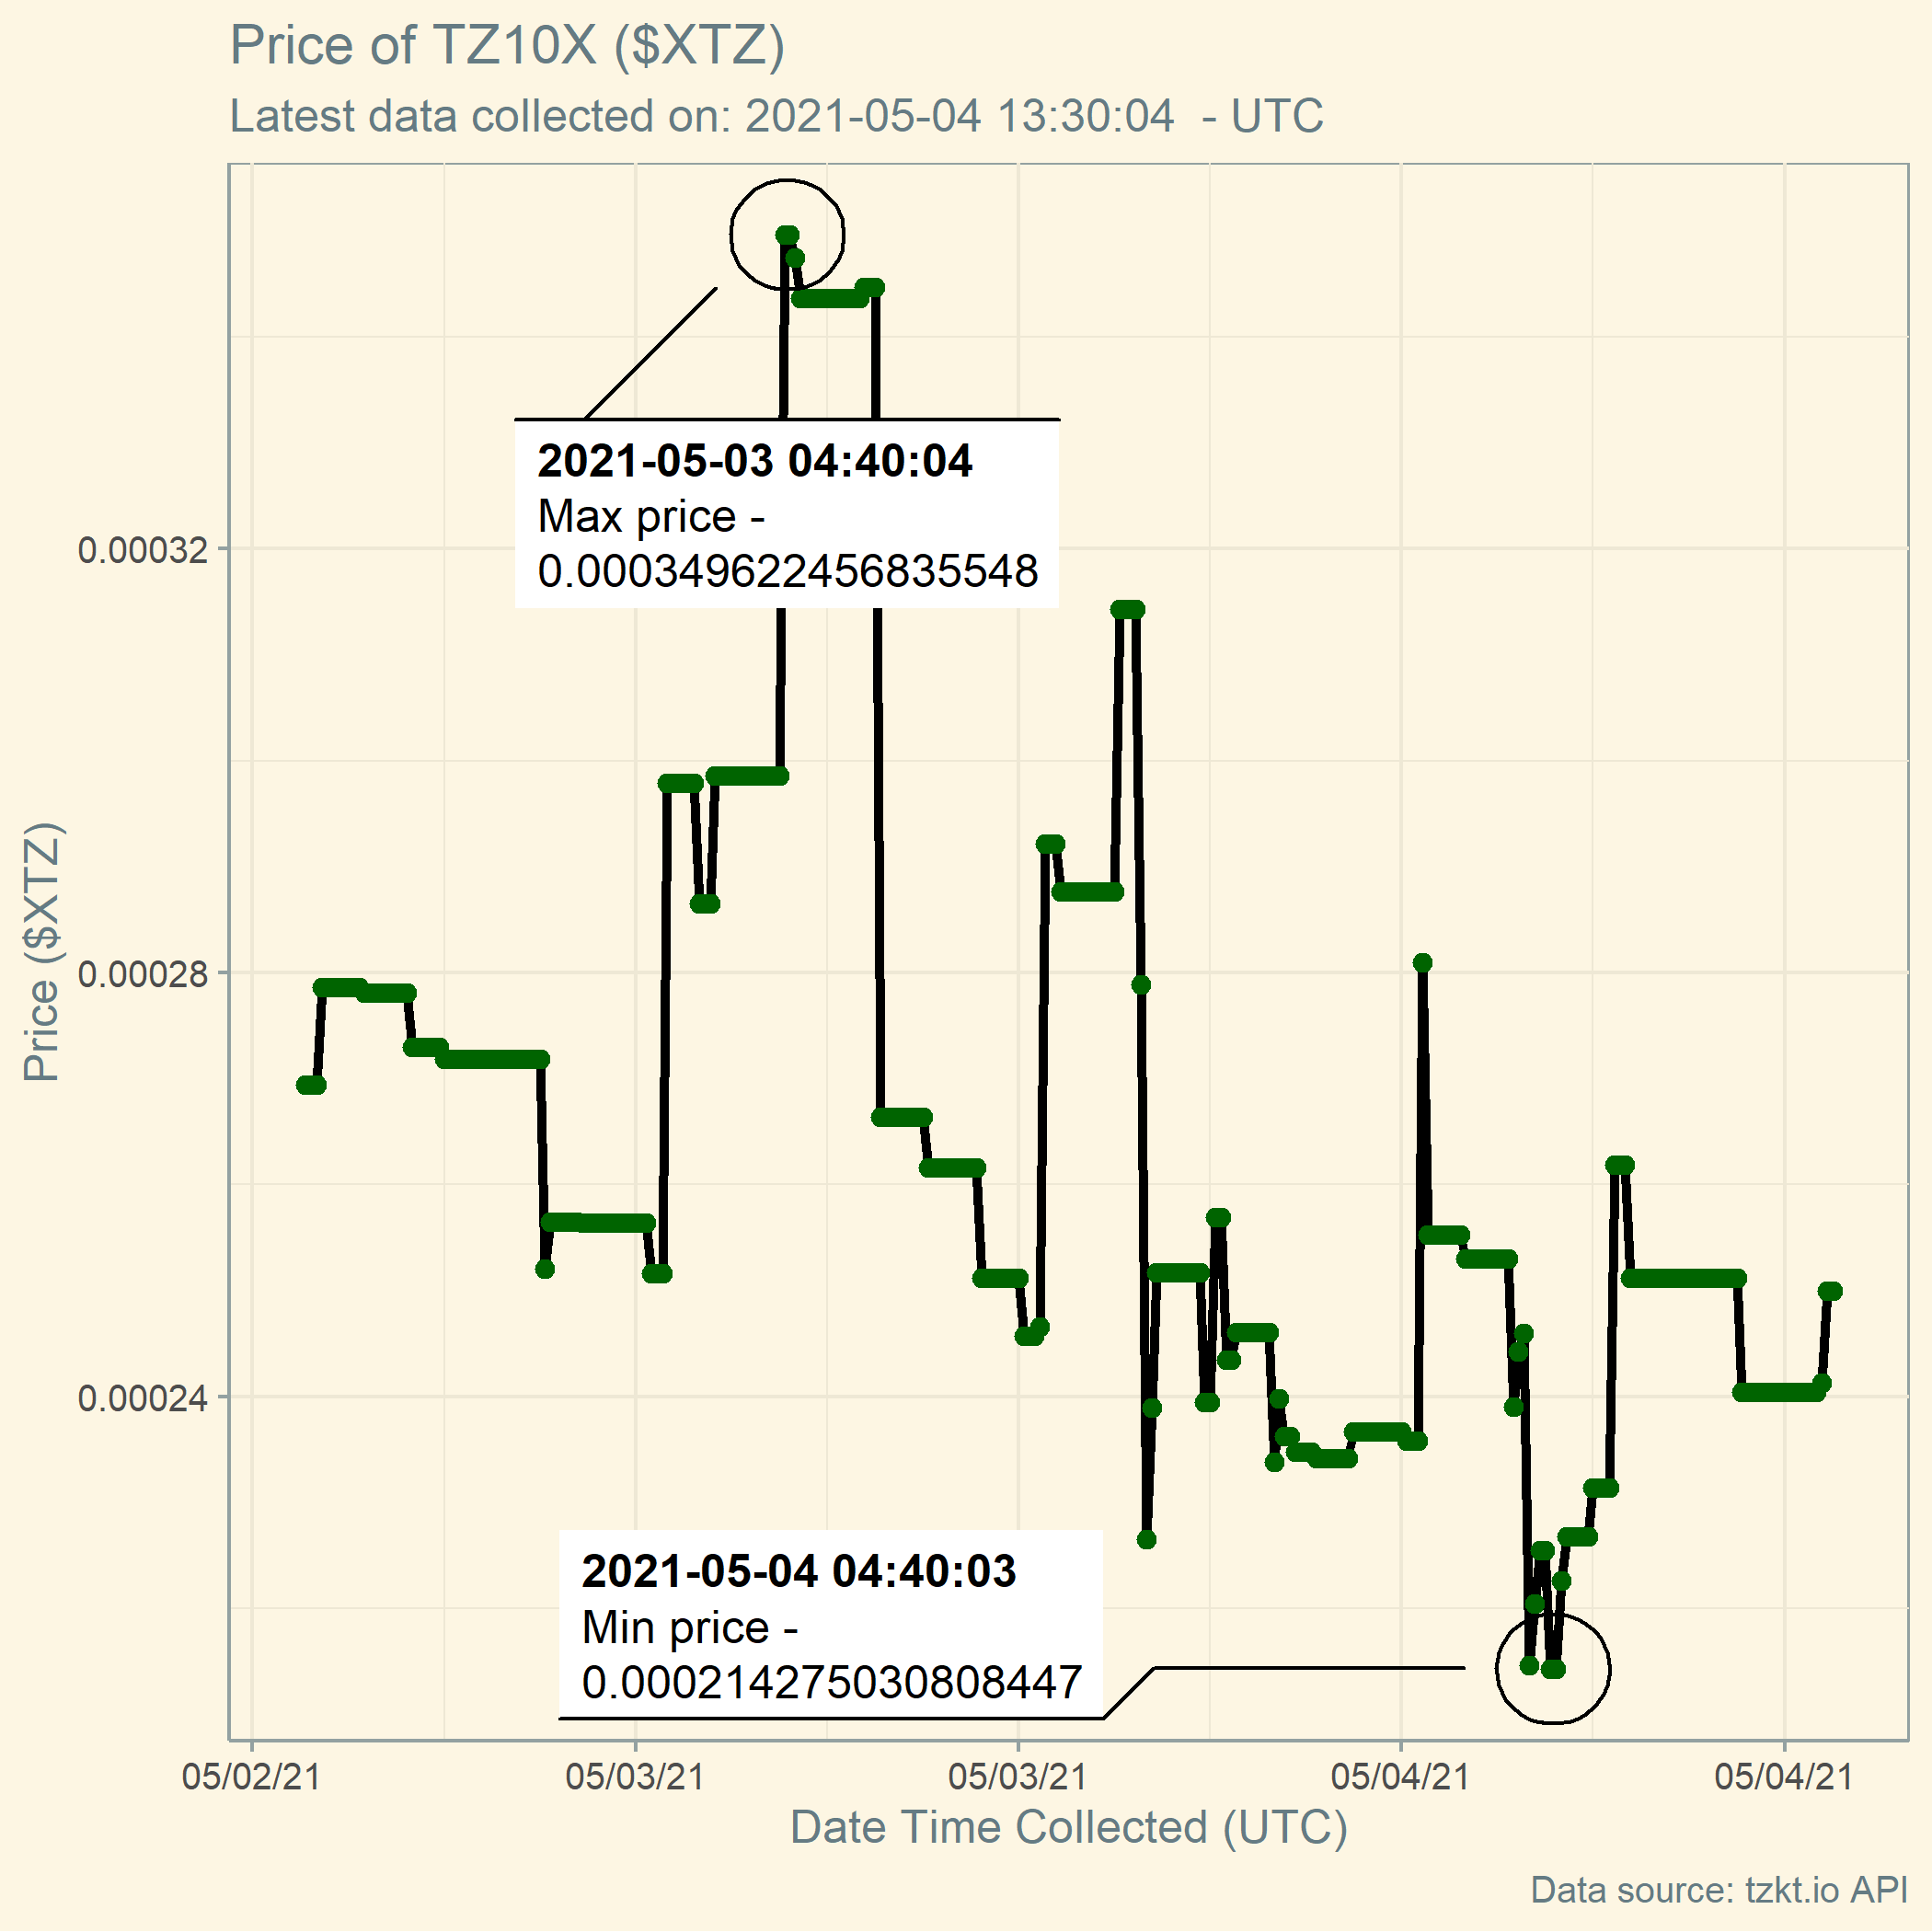 Price of TZ10X ($XTZ)
Latest data collected on: 2021-05-04 13:30:04  - UTC
2021-05-03 04:40:04
Max price -
0.000349622456835548
0.00032
0.00028
0.00024
Price ($XTZ)
2021-05-04 04:40:03
Min price -
0.000214275030808447
05/02/21 05/03/21 05/03/21 05/04/21 05/04/21
Date Time Collected (UTC)
Data source: tzkt.io API